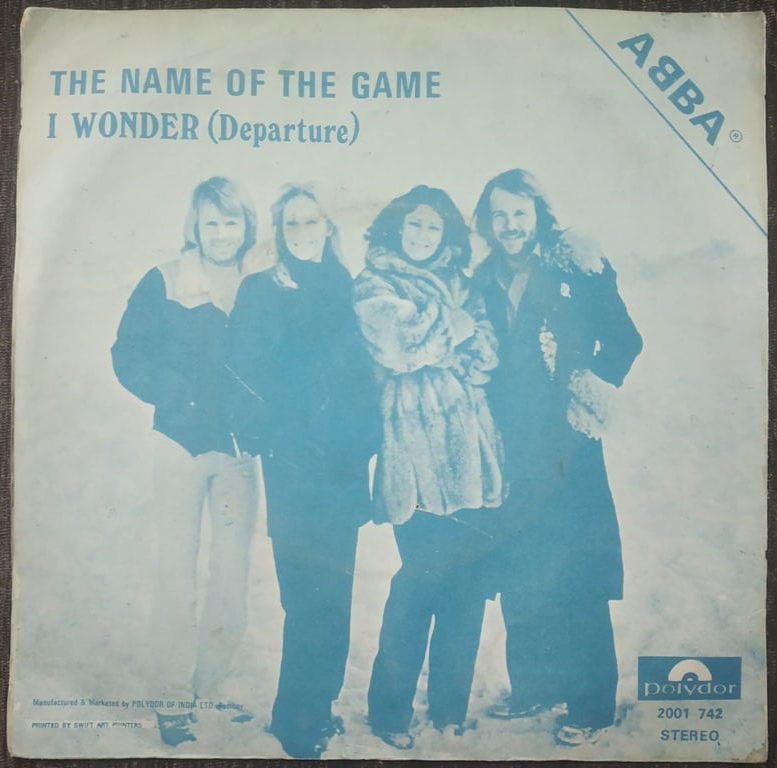 THE NAME OF THE GAME
I WONDER (Departure)
ABBA®
Manufactured & Marketed by POLYDOR OF INDIA LTD. Bombay
PRINTED BY SWIFT ART PRINTERS
polydor
2001 742
STEREO